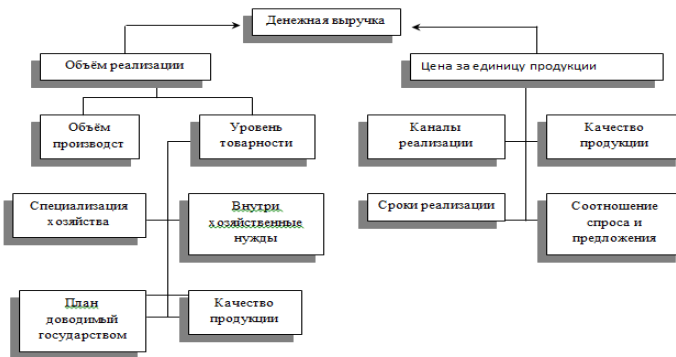 Денежная выручка
Объём реализации
Цена за единицу продукции
Объём
производст
Уровень
товарности
Каналы
реализации
Качество
продукции
Специализация
хозяйства
Внутри
хозяйственные
нужды
Сроки реализации
Соотношение
спроса и
предложения
План
доводимый
государством
Качество
продукции